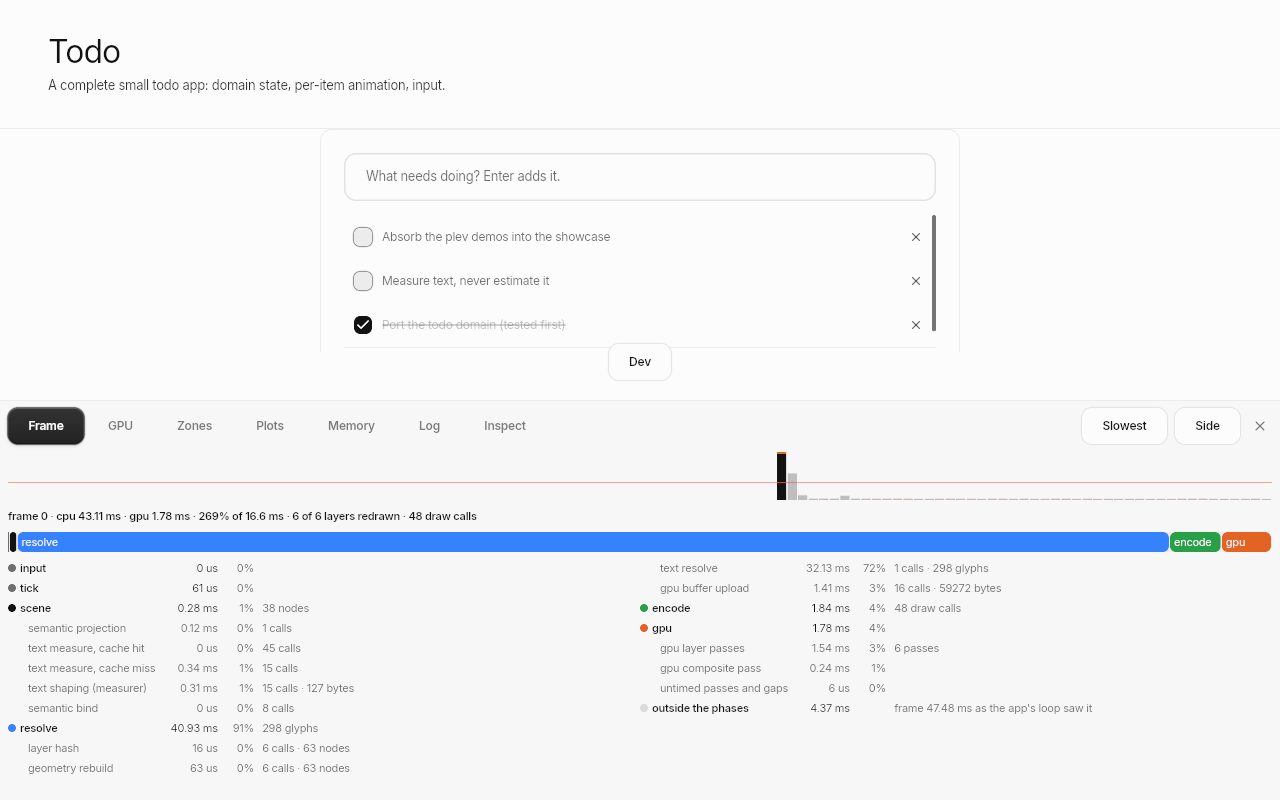 Todo
A complete small todo app: domain state, per-item animation, input.
What needs doing? Enter adds it.
Absorb the plev demos into the showcase
Measure text, never estimate it
Port the todo domain (tested first)
Dev
Frame GPU Zones Plots Memory Log Inspect Slowest Side
frame 0 · cpu 43.11 ms · gpu 1.78 ms · 269% of 16.6 ms · 6 of 6 layers redrawn · 48 draw calls
resolve encode gpu
input 0 us 0%
tick 61 us 0%
scene 0.28 ms 1% 38 nodes
semantic projection 0.12 ms 0% 1 calls
text measure, cache hit 0 us 0% 45 calls
text measure, cache miss 0.34 ms 1% 15 calls
text shaping (measurer) 0.31 ms 1% 15 calls · 127 bytes
semantic bind 0 us 0% 8 calls
resolve 40.93 ms 91% 298 glyphs
layer hash 16 us 0% 6 calls · 63 nodes
geometry rebuild 63 us 0% 6 calls · 63 nodes
text resolve 32.13 ms 72% 1 calls · 298 glyphs
gpu buffer upload 1.41 ms 3% 16 calls · 59272 bytes
encode 1.84 ms 4% 48 draw calls
gpu 1.78 ms 4%
gpu layer passes 1.54 ms 3% 6 passes
gpu composite pass 0.24 ms 1%
untimed passes and gaps 6 us 0%
outside the phases 4.37 ms frame 47.48 ms as the app's loop saw it